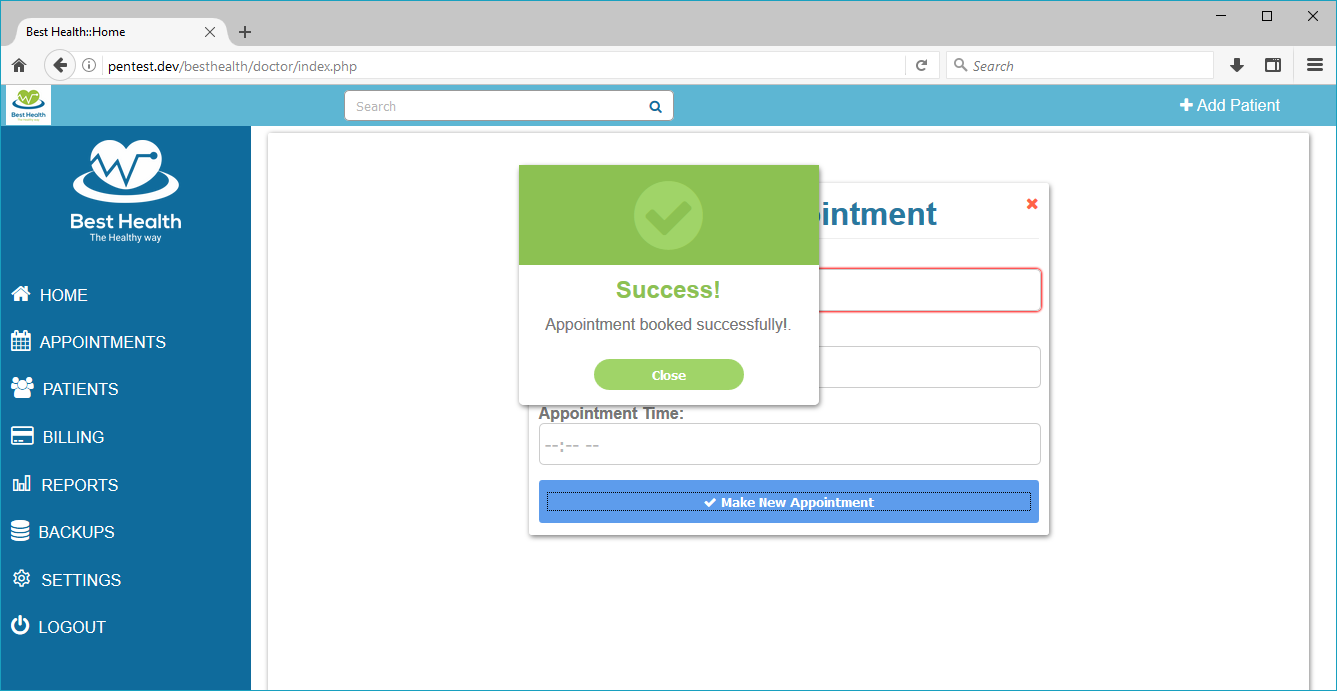 Best Health::Home
pentest.dev/besthealth/doctor/index.php
Search
Best Health
Search
Add Patient
Best Health
The Healthy way
HOME
APPOINTMENTS
PATIENTS
BILLING
REPORTS
BACKUPS
SETTINGS
LOGOUT
intment
Success!
Appointment booked successfully!.
Close
Appointment Time:
--:-- --
Make New Appointment